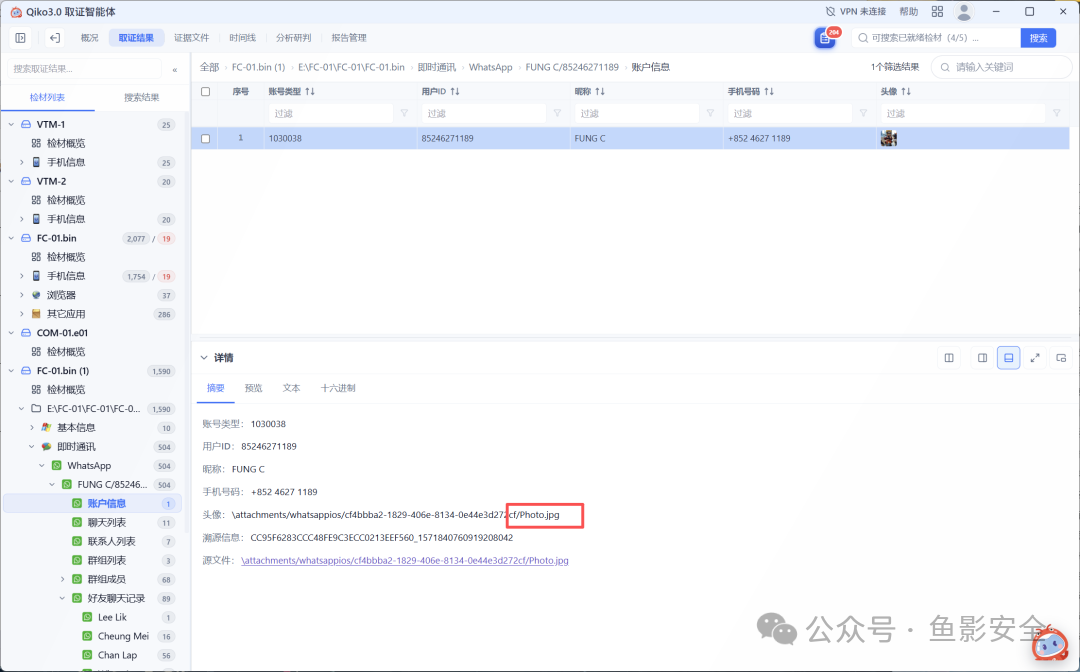 Qiko3.0 取证智能体
VPN 未连接
帮助
概况
取证结果
证据文件
时间线
分析研判
报告管理
204
可搜索已就绪检材（4/5）...
搜索
搜索取证结果...
«
全部 › FC-01.bin (1) › E:\FC-01\FC-01\FC-01.bin › 即时通讯 › WhatsApp › FUNG C/85246271189 › 账户信息
1个筛选结果
请输入关键词
检材列表
搜索结果
序号 账号类型 ↑↓ 用户ID ↑↓ 昵称 ↑↓ 手机号码 ↑↓ 头像 ↑↓
过滤 过滤 过滤 过滤 过滤
1 1030038 85246271189 FUNG C +852 4627 1189
VTM-1 25
检材概览
手机信息 25
VTM-2 20
检材概览
手机信息 20
FC-01.bin 2,077 / 19
检材概览
手机信息 1,754 / 19
浏览器 37
其它应用 286
COM-01.e01
检材概览
FC-01.bin (1) 1,590
检材概览
E:\FC-01\FC-01\FC-0... 1,590
基本信息 10
即时通讯 504
WhatsApp 504
FUNG C/85246... 504
账户信息 1
聊天列表 11
联系人列表 7
群组列表 3
群组成员 68
好友聊天记录 89
Lee Lik 1
Cheung Mei 16
Chan Lap 56
详情
摘要 预览 文本 十六进制
账号类型： 1030038
用户ID： 85246271189
昵称： FUNG C
手机号码： +852 4627 1189
头像： \attachments/whatsappios/cf4bbba2-1829-406e-8134-0e44e3d272cf/Photo.jpg
溯源信息： CC95F6283CCC48FE9C3ECC0213EEF560_1571840760919208042
源文件： \attachments/whatsappios/cf4bbba2-1829-406e-8134-0e44e3d272cf/Photo.jpg
公众号 · 鱼影安全